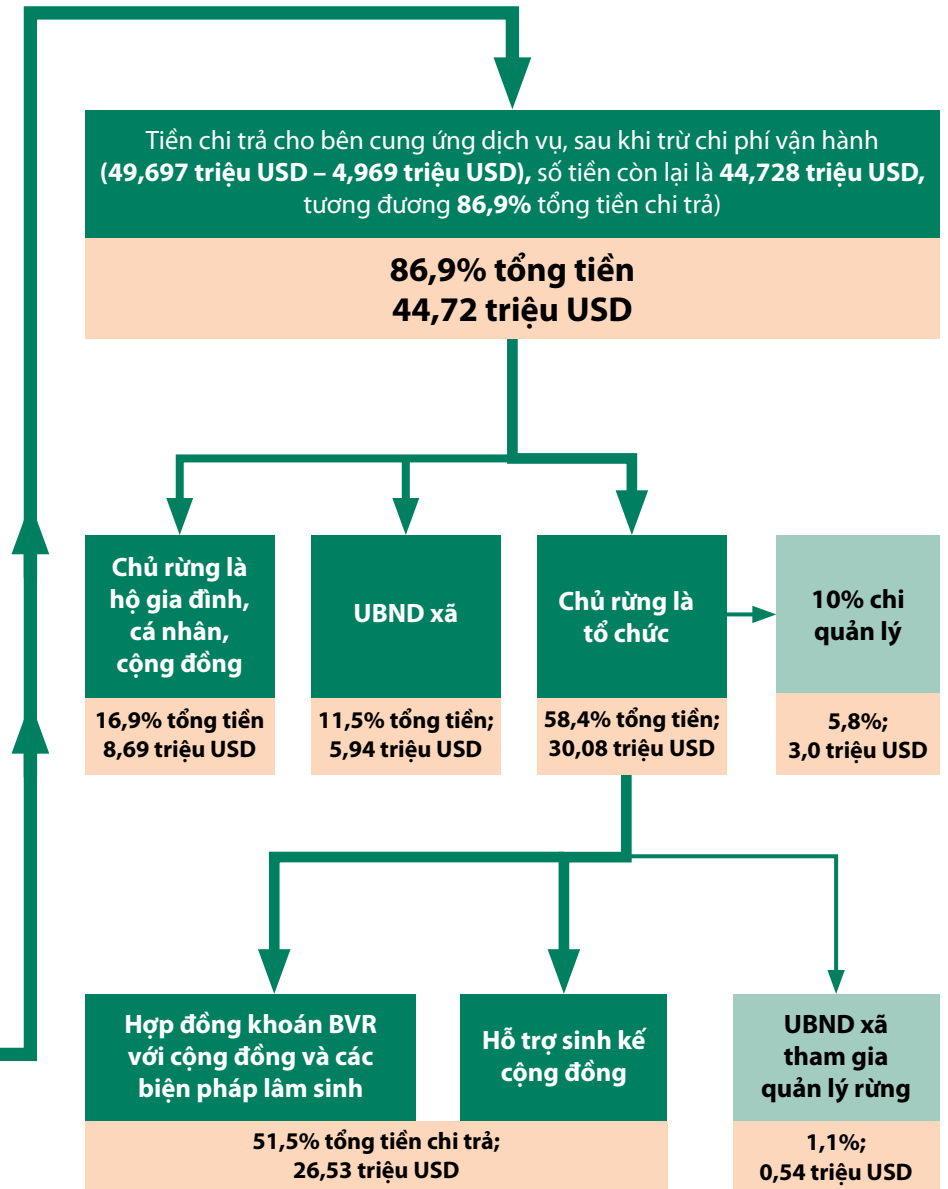 Tiền chi trả cho bên cung ứng dịch vụ, sau khi trừ chi phí vận hành
(49,697 triệu USD – 4,969 triệu USD), số tiền còn lại là 44,728 triệu USD,
tương đương 86,9% tổng tiền chi trả)
86,9% tổng tiền
44,72 triệu USD
Chủ rừng là
hộ gia đình,
cá nhân,
cộng đồng
16,9% tổng tiền
8,69 triệu USD
UBND xã
11,5% tổng tiền;
5,94 triệu USD
Chủ rừng là
tổ chức
58,4% tổng tiền;
30,08 triệu USD
10% chi
quản lý
5,8%;
3,0 triệu USD
Hợp đồng khoán BVR
với cộng đồng và các
biện pháp lâm sinh
Hỗ trợ sinh kế
cộng đồng
51,5% tổng tiền chi trả;
26,53 triệu USD
UBND xã
tham gia
quản lý rừng
1,1%;
0,54 triệu USD